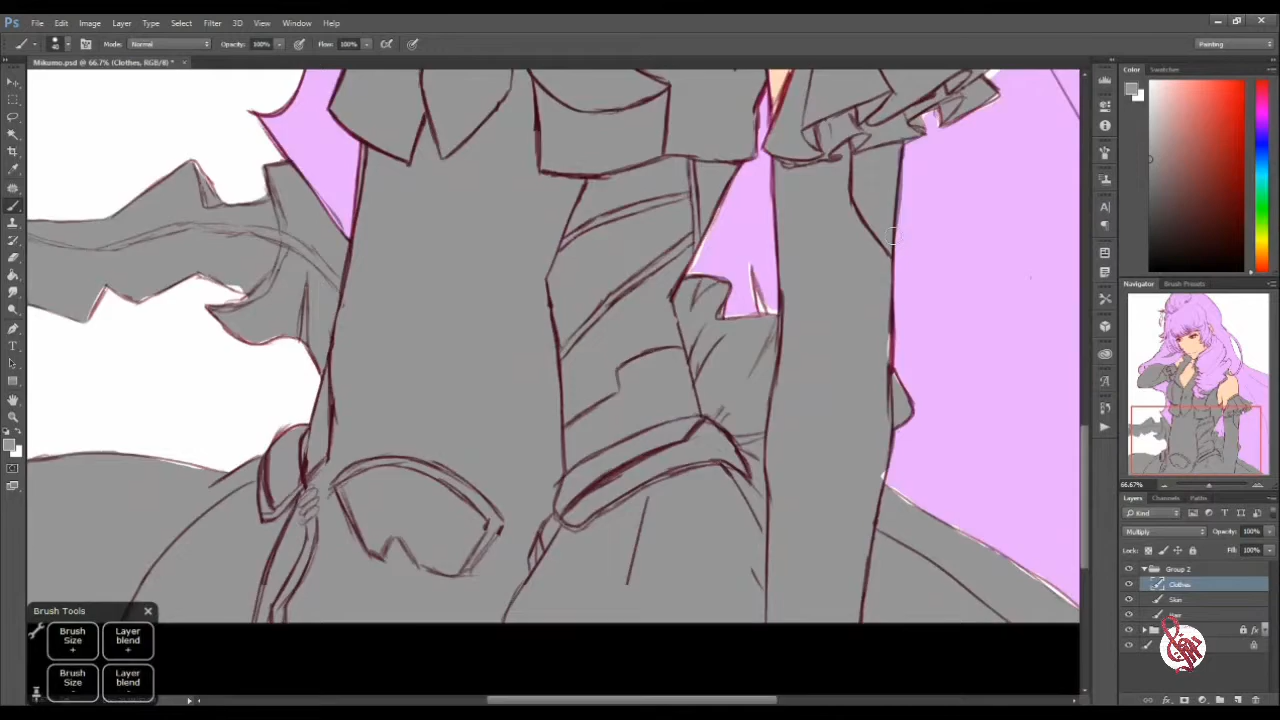 Ps File Edit Image Layer Type Select Filter 3D View Window Help
40 Mode: Normal Opacity: 100% Flow: 100% Painting
Mikumo.psd @ 66.7% (Clothes, RGB/8) *
Color Swatches
Navigator Brush Presets
66.67%
Layers Channels Paths
Kind
Multiply Opacity: 100%
Lock: Fill: 100%
Group 2
Clothes
Skin
Hair
fx
Brush Tools
Brush Size +
Layer blend +
Brush Size -
Layer blend -